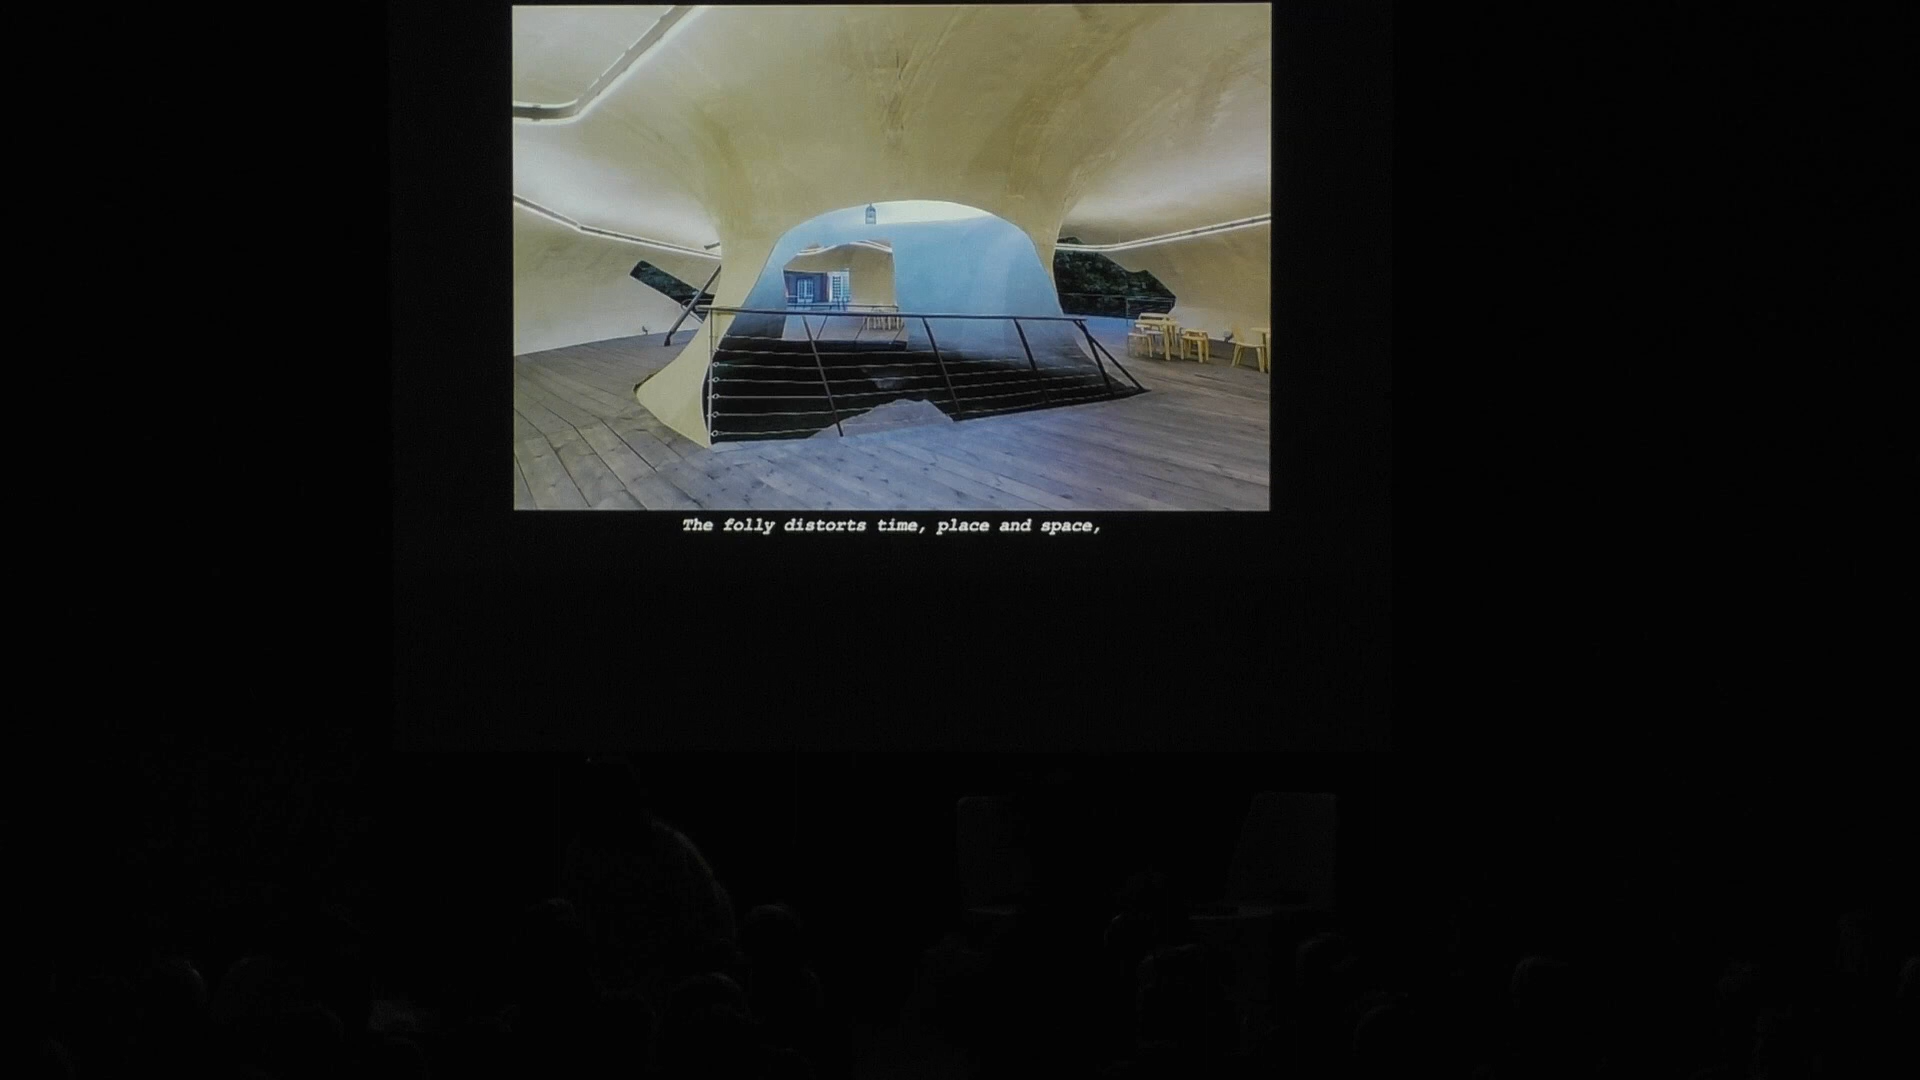 The folly distorts time, place and space,